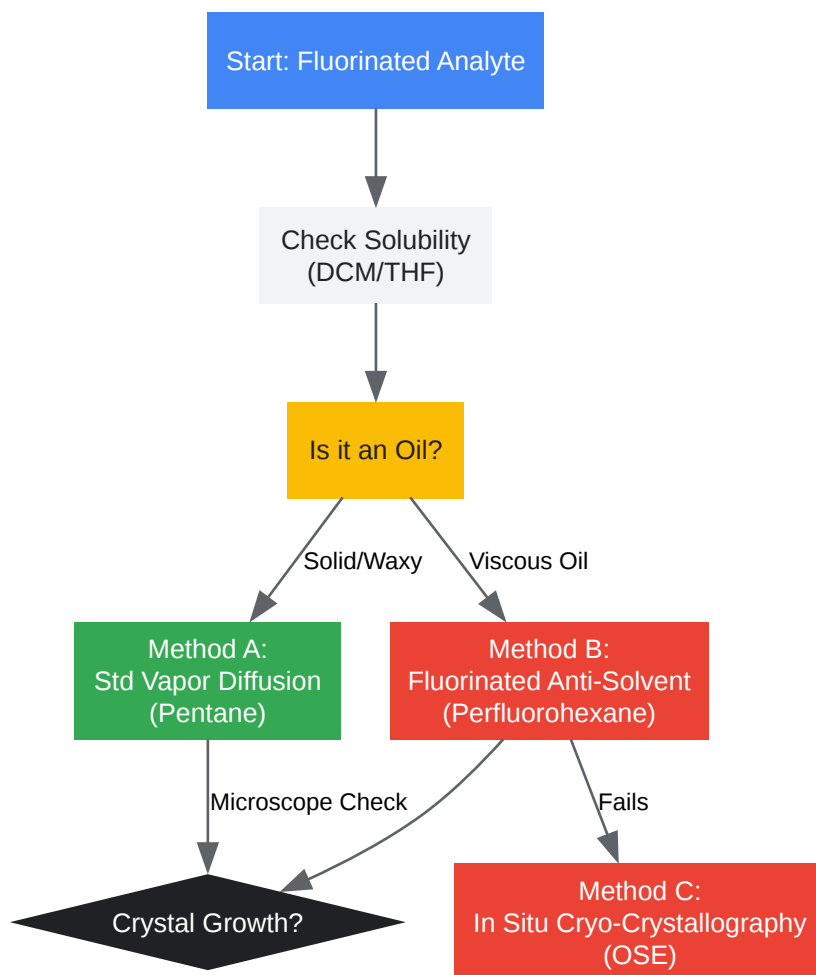 Start: Fluorinated Analyte
Check Solubility
(DCM/THF)
Is it an Oil?
Solid/Waxy
Viscous Oil
Method A:
Std Vapor Diffusion
(Pentane)
Method B:
Fluorinated Anti-Solvent
(Perfluorohexane)
Microscope Check
Fails
Crystal Growth?
Method C:
In Situ Cryo-Crystallography
(OSE)